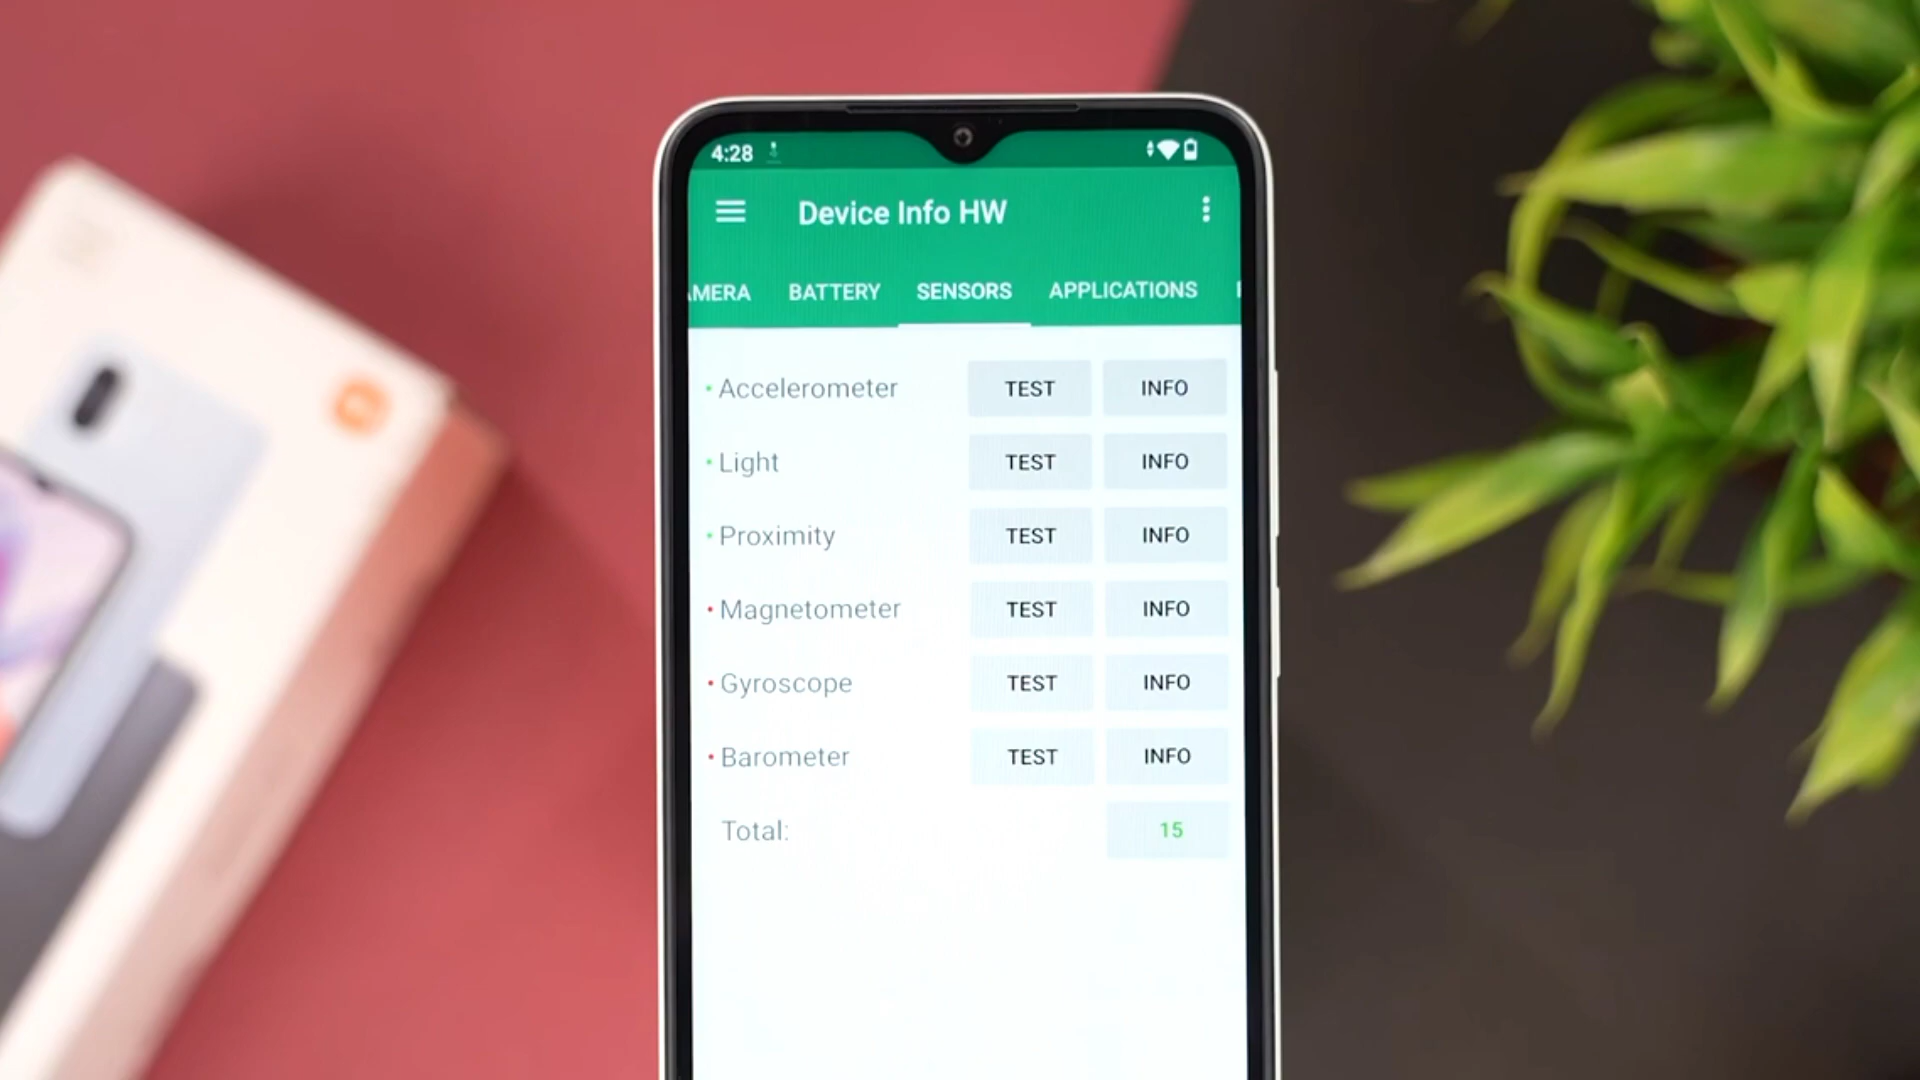 4:28
Device Info HW
AMERA BATTERY SENSORS APPLICATIONS
Accelerometer TEST INFO
Light TEST INFO
Proximity TEST INFO
Magnetometer TEST INFO
Gyroscope TEST INFO
Barometer TEST INFO
Total: 15